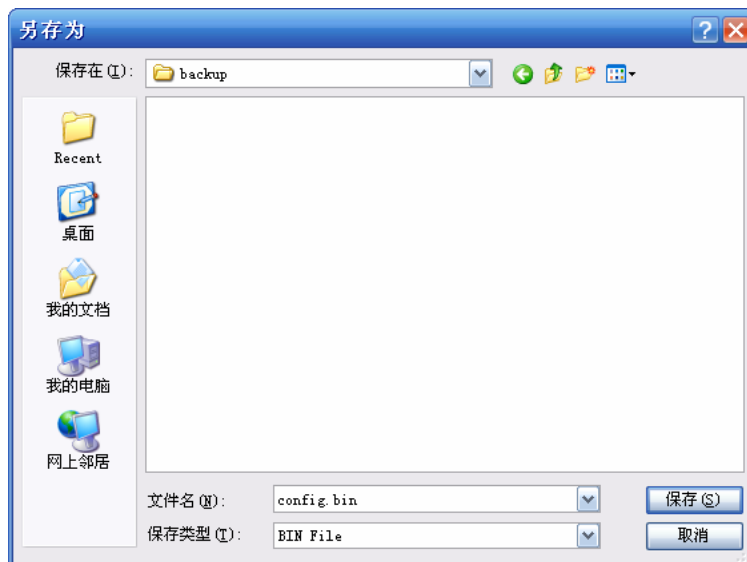 另存为
保存在(I):
backup
Recent
桌面
我的文档
我的电脑
网上邻居
文件名(N):
config.bin
保存(S)
保存类型(T):
BIN File
取消